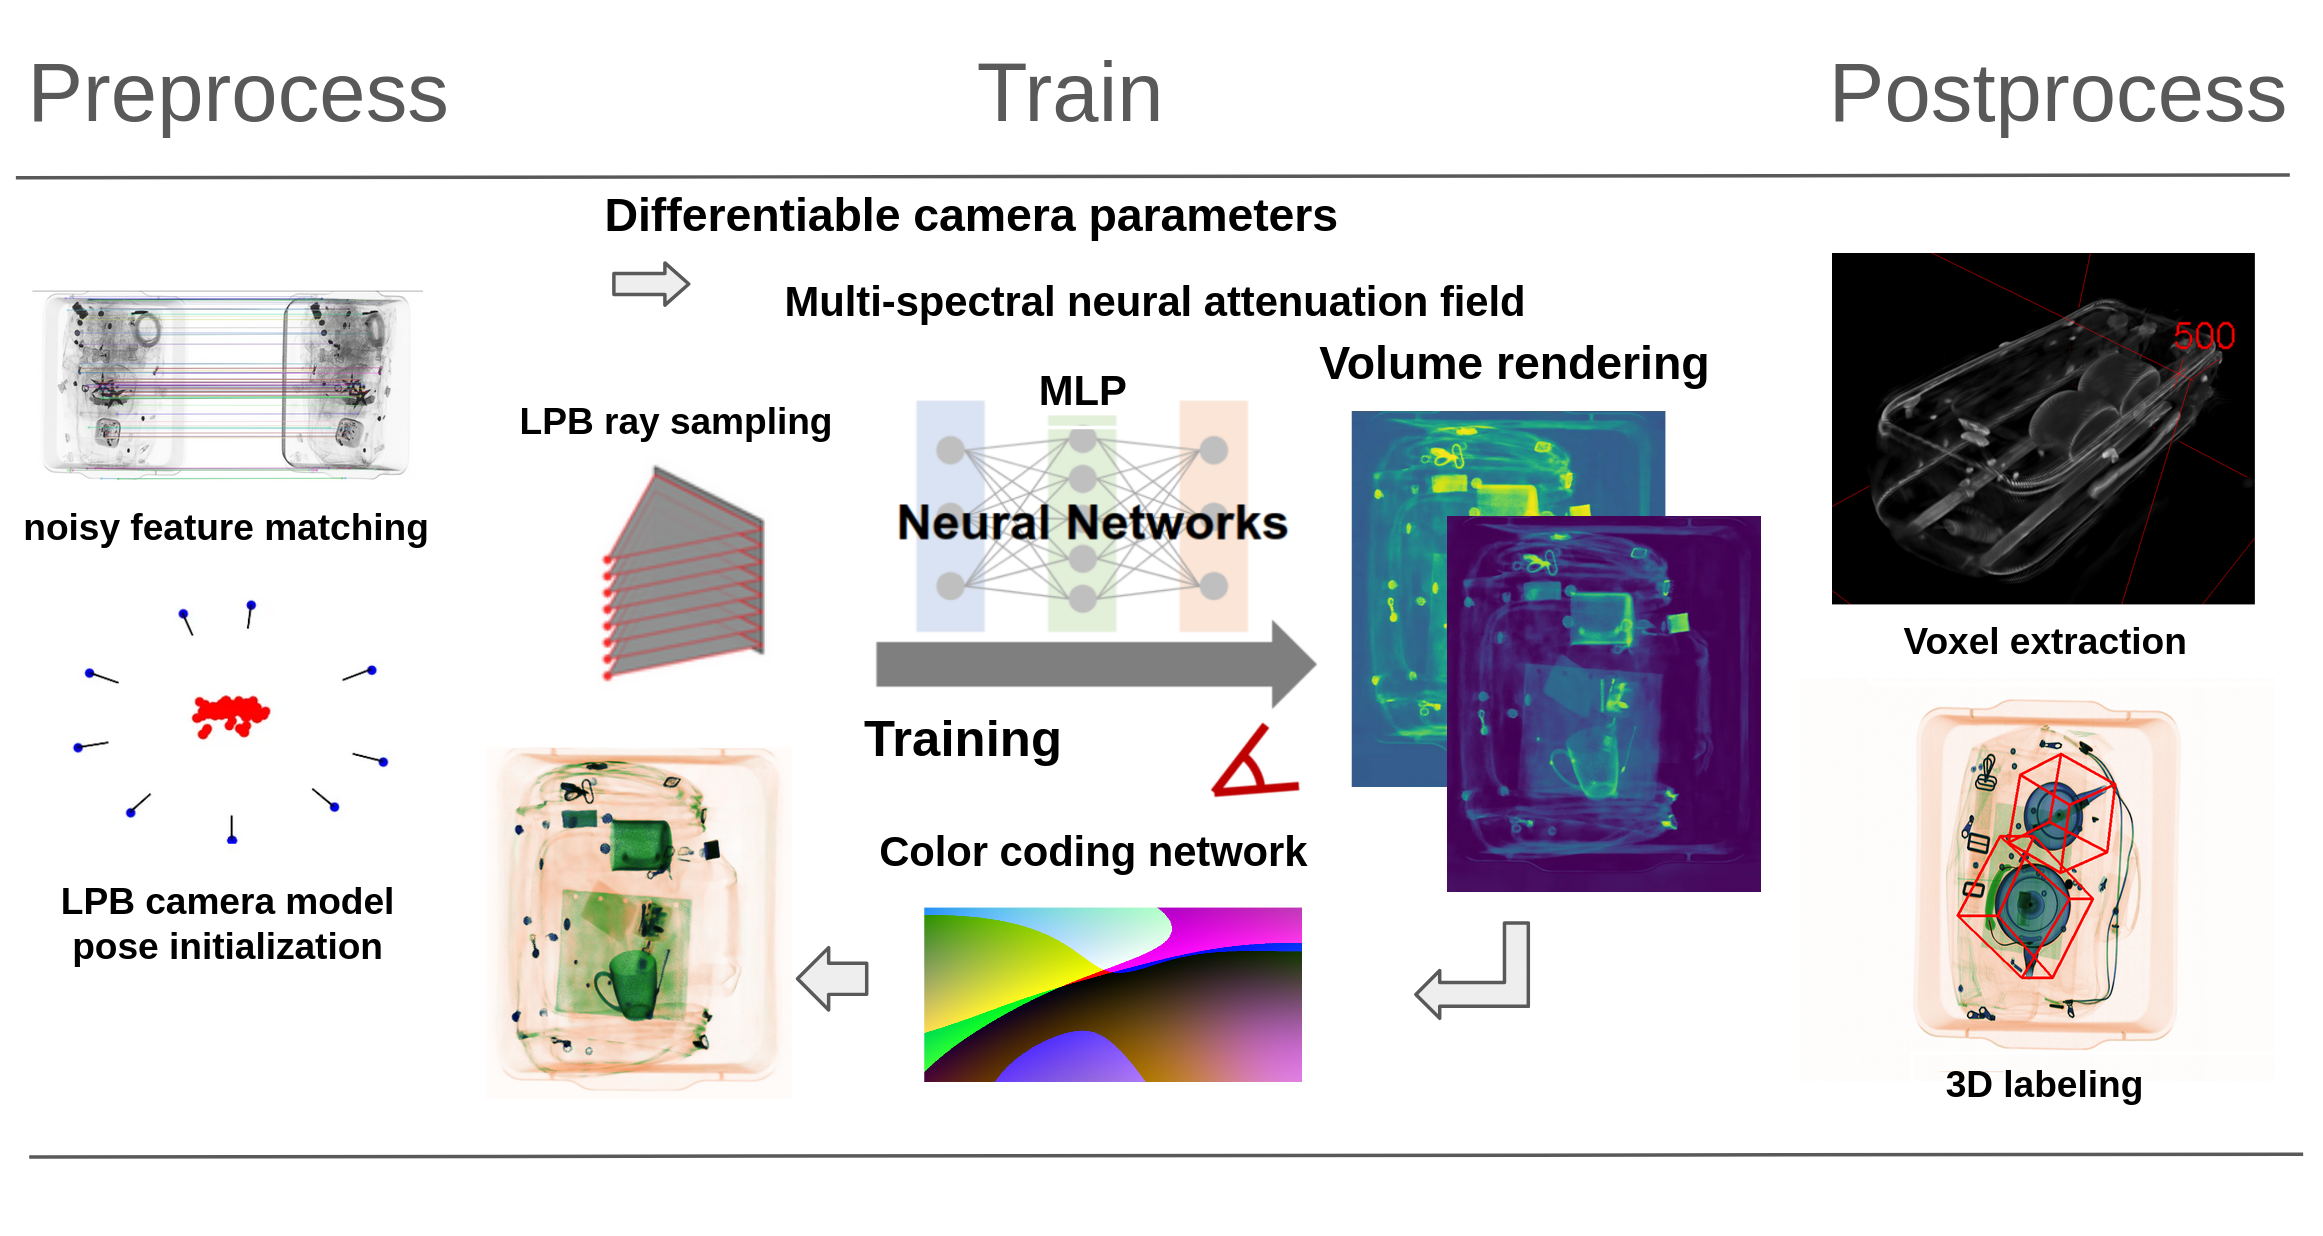 Preprocess
Train
Postprocess
Differentiable camera parameters
Multi-spectral neural attenuation field
Volume rendering
MLP
LPB ray sampling
Neural Networks
500
noisy feature matching
Voxel extraction
Training
Color coding network
LPB camera model
pose initialization
3D labeling